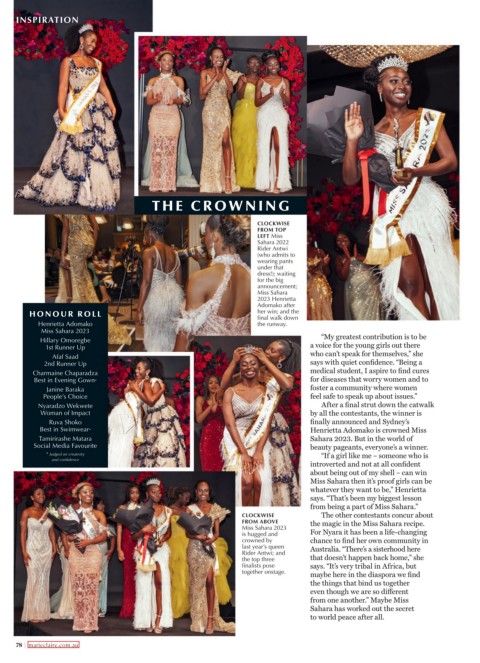 INSPIRATION
THE CROWNING
CLOCKWISE
FROM TOP
LEFT Miss
Sahara 2022
Rider Antwi
(who admits to
wearing pants
under that
dress!); waiting
for the big
announcement;
Miss Sahara
2023 Henrietta
Adomako after
her win; and the
final walk down
the runway.
HONOUR ROLL
Henrietta Adomako
Miss Sahara 2023
Hillary Omoregbe
1st Runner Up
Afaf Saad
2nd Runner Up
Charmaine Chaparadza
Best in Evening Gown
Janine Baraka
People's Choice
Nyaradzo Wekwete
Woman of Impact
Ruva Shoko
Best in Swimwear*
Tamirirashe Matara
Social Media Favourite
* Judged on creativity
and confidence
"My greatest contribution is to be
a voice for the young girls out there
who can't speak for themselves," she
says with quiet confidence. "Being a
medical student, I aspire to find cures
for diseases that worry women and to
foster a community where women
feel safe to speak up about issues."
After a final strut down the catwalk
by all the contestants, the winner is
finally announced and Sydney's
Henrietta Adomako is crowned Miss
Sahara 2023. But in the world of
beauty pageants, everyone's a winner.
"If a girl like me – someone who is
introverted and not at all confident
about being out of my shell – can win
Miss Sahara then it's proof girls can be
whatever they want to be," Henrietta
says. "That's been my biggest lesson
from being a part of Miss Sahara."
The other contestants concur about
the magic in the Miss Sahara recipe.
For Nyara it has been a life-changing
chance to find her own community in
Australia. "There's a sisterhood here
that doesn't happen back home," she
says. "It's very tribal in Africa, but
maybe here in the diaspora we find
the things that bind us together
even though we are so different
from one another." Maybe Miss
Sahara has worked out the secret
to world peace after all.
CLOCKWISE
FROM ABOVE
Miss Sahara 2023
is hugged and
crowned by
last year's queen
Rider Antwi; and
the top three
finalists pose
together onstage.
78 | marieclaire.com.au